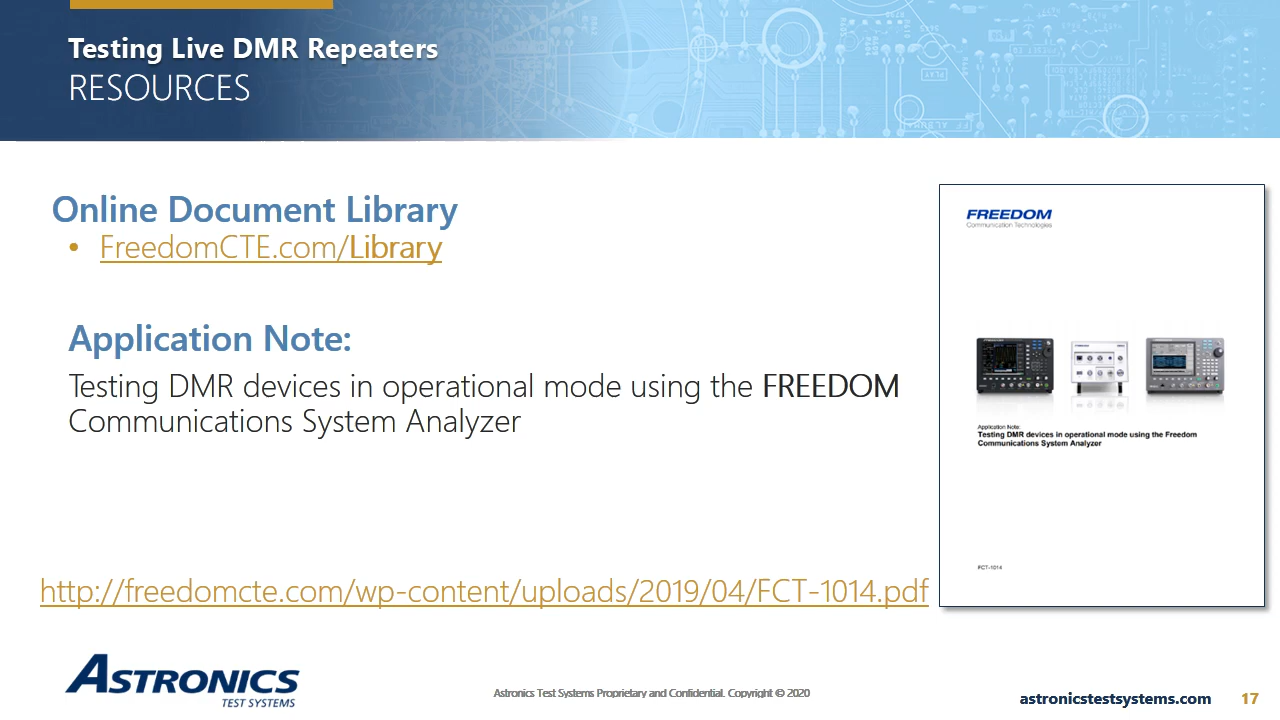 Testing Live DMR Repeaters
RESOURCES
Online Document Library
• FreedomCTE.com/Library
Application Note:
Testing DMR devices in operational mode using the FREEDOM
Communications System Analyzer
http://freedomcte.com/wp-content/uploads/2019/04/FCT-1014.pdf
FREEDOM
Communication Technologies
Application Note:
Testing DMR devices in operational mode using the Freedom
Communications System Analyzer
FCT-1014
ASTRONICS
TEST SYSTEMS
Astronics Test Systems Proprietary and Confidential. Copyright © 2020
astronicstestsystems.com
17